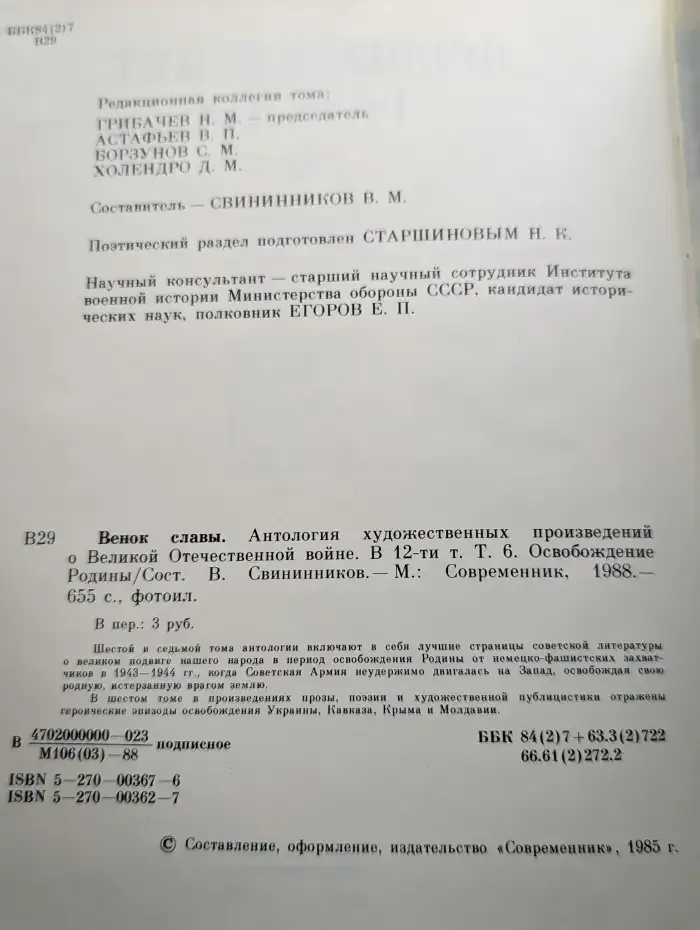 ББК84(2)7
В29
Редакционная коллегия тома:
ГРИБАЧЕВ Н. М. — председатель
АСТАФЬЕВ В. П.
БОРЗУНОВ С. М.
ХОЛЕНДРО Д. М.
Составитель — СВИНИННИКОВ В. М.
Поэтический раздел подготовлен СТАРШИНОВЫМ Н. К.
Научный консультант — старший научный сотрудник Института
военной истории Министерства обороны СССР, кандидат истори-
ческих наук, полковник ЕГОРОВ Е. П.
В29 Венок славы. Антология художественных произведений
о Великой Отечественной войне. В 12-ти т. Т. 6. Освобождение
Родины/Сост. В. Свининников.— М.: Современник, 1988.—
655 с., фотоил.
В пер.: 3 руб.
Шестой и седьмой тома антологии включают в себя лучшие страницы советской литературы
о великом подвиге нашего народа в период освобождения Родины от немецко-фашистских захват-
чиков в 1943—1944 гг., когда Советская Армия неудержимо двигалась на Запад, освобождая свою
родную, истерзанную врагом землю.
В шестом томе в произведениях прозы, поэзии и художественной публицистики отражены
героические эпизоды освобождения Украины, Кавказа, Крыма и Молдавии.
В 4702000000—023
М106(03)—88 подписное
ББК 84(2)7+63.3(2)722
66.61(2)272.2
ISBN 5—270—00367—6
ISBN 5—270—00362—7
© Составление, оформление, издательство «Современник», 1985 г.